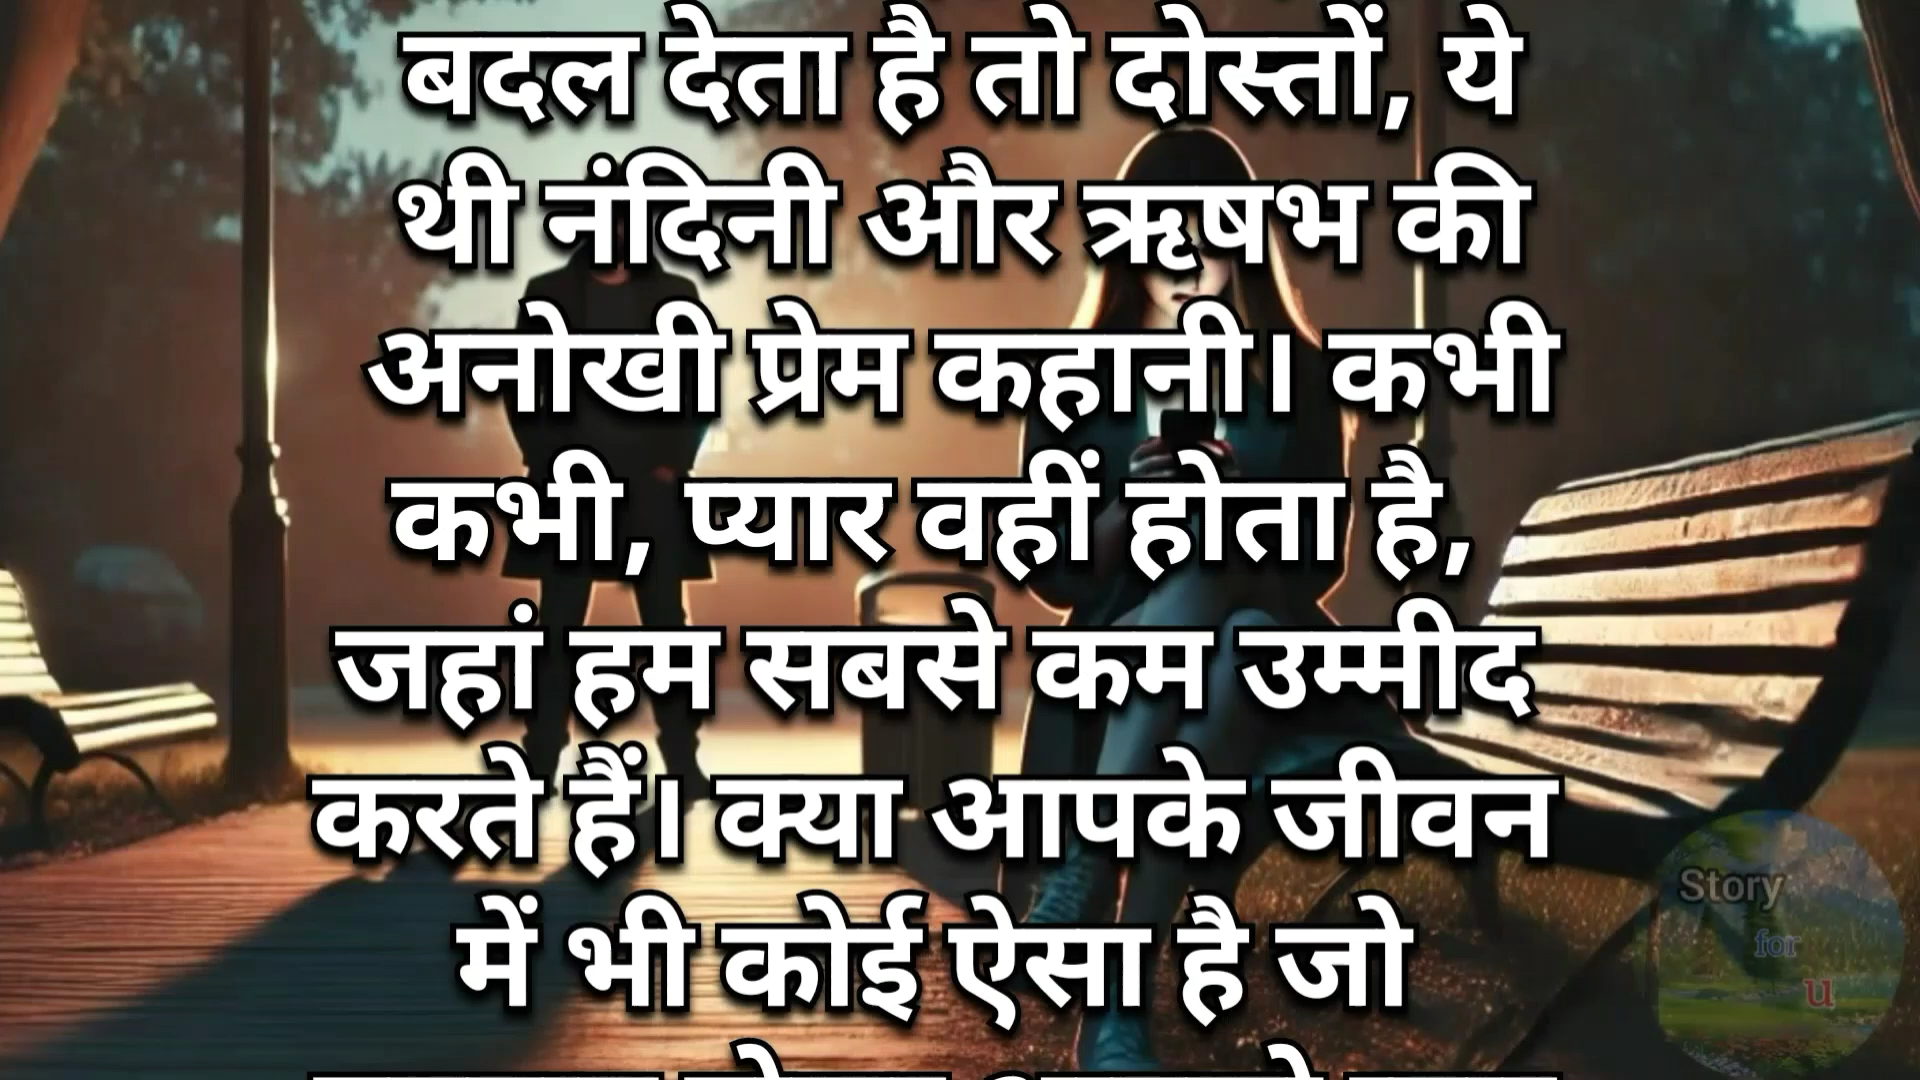 बदल देता है तो दोस्तों, ये
थी नंदिनी और ऋषभ की
अनोखी प्रेम कहानी। कभी
कभी, प्यार वहीं होता है,
जहां हम सबसे कम उम्मीद
करते हैं। क्या आपके जीवन
में भी कोई ऐसा है जो
Story
for
u